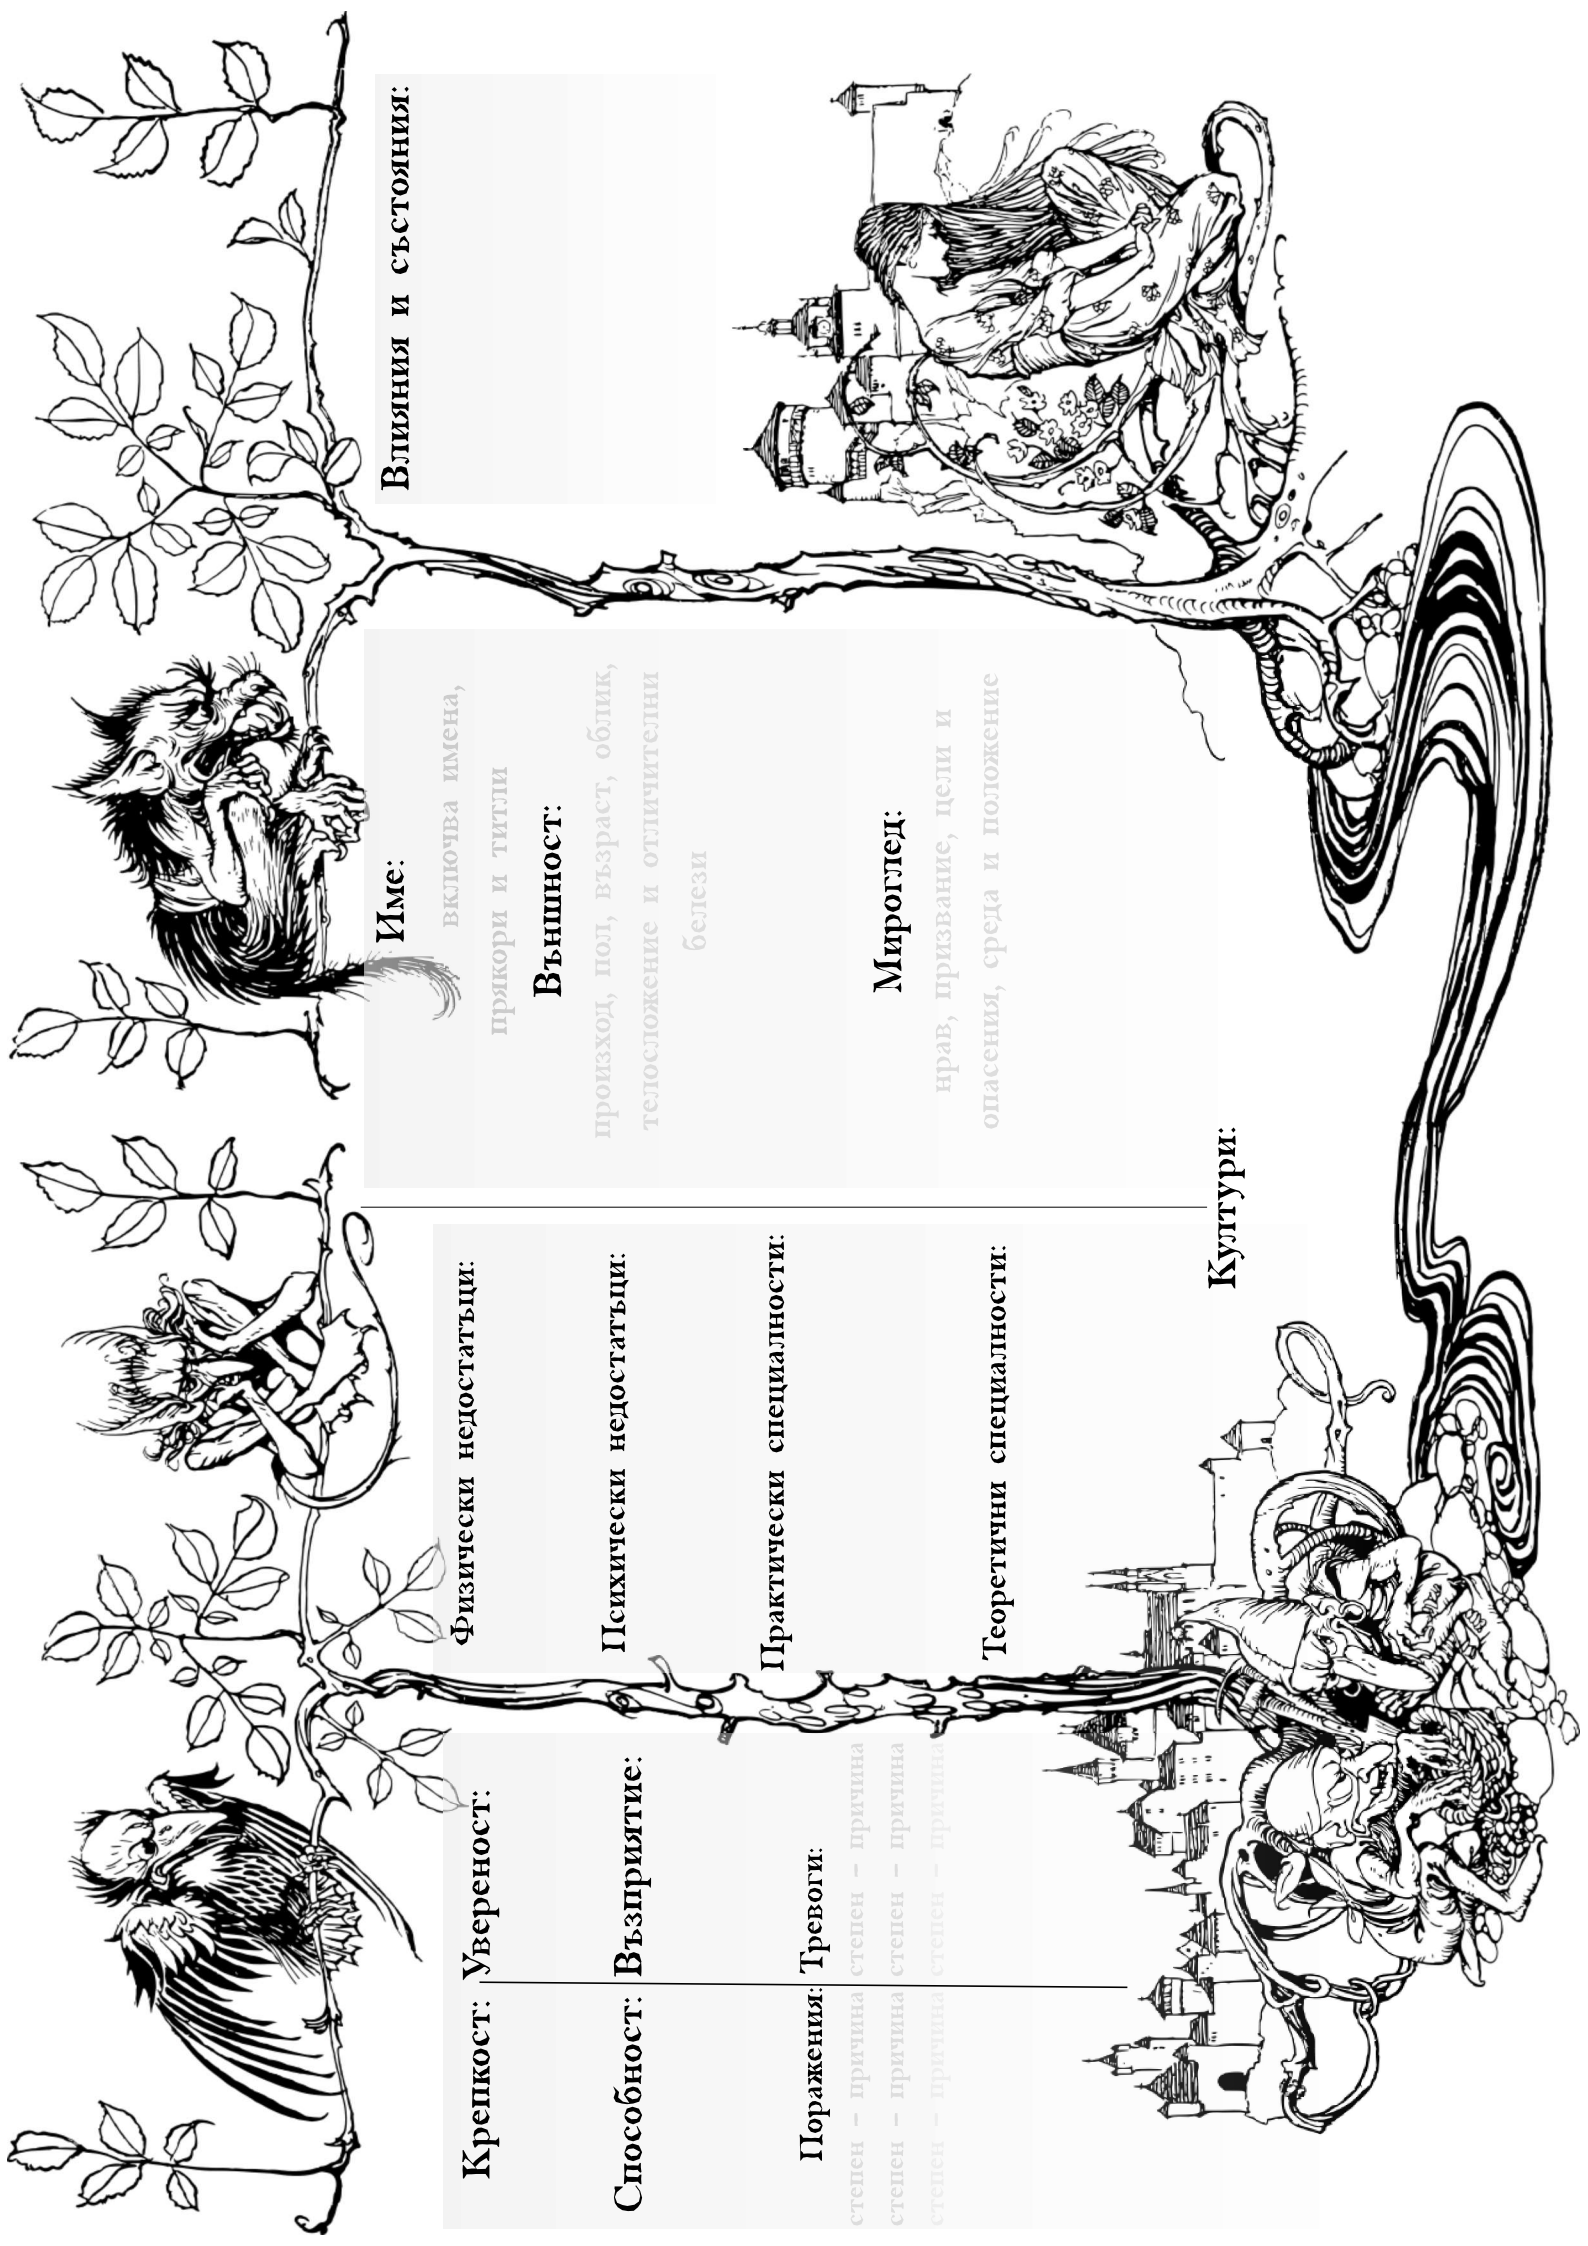 Крепкост: Увереност:
Способност: Възприятие:
Поражения: Тревоги:
степен – причина степен – причина
степен – причина степен – причина
степен – причина степен – причина
Физически недостатъци:
Психически недостатъци:
Практически специалности:
Теоретични специалности:
Култури:
Име:
включва имена,
прякори и титли
Външност:
произход, пол, възраст, облик,
телосложение и отличителни
белези
Мироглед:
нрав, призвание, цели и
опасения, среда и положение
Влияния и състояния: